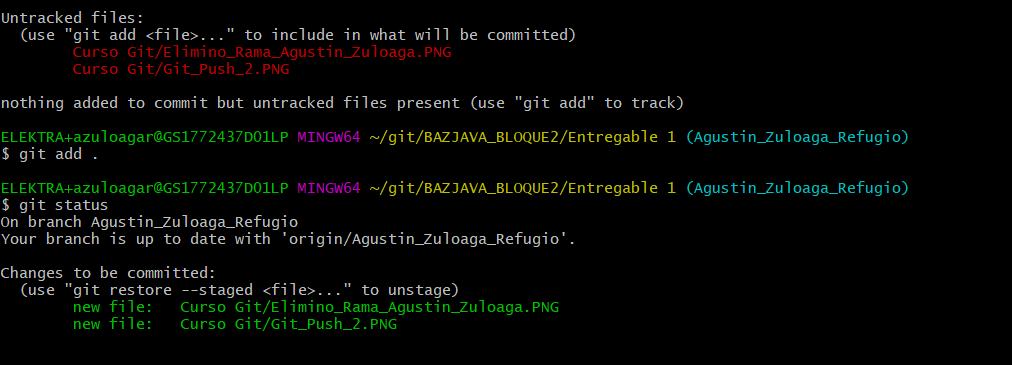 Untracked files:
  (use "git add <file>..." to include in what will be committed)
        Curso Git/Elimino_Rama_Agustin_Zuloaga.PNG
        Curso Git/Git_Push_2.PNG

nothing added to commit but untracked files present (use "git add" to track)

ELEKTRA+azuloagar@GS1772437D01LP MINGW64 ~/git/BAZJAVA_BLOQUE2/Entregable 1 (Agustin_Zuloaga_Refugio)
$ git add .

ELEKTRA+azuloagar@GS1772437D01LP MINGW64 ~/git/BAZJAVA_BLOQUE2/Entregable 1 (Agustin_Zuloaga_Refugio)
$ git status
On branch Agustin_Zuloaga_Refugio
Your branch is up to date with 'origin/Agustin_Zuloaga_Refugio'.

Changes to be committed:
  (use "git restore --staged <file>..." to unstage)
        new file:   Curso Git/Elimino_Rama_Agustin_Zuloaga.PNG
        new file:   Curso Git/Git_Push_2.PNG